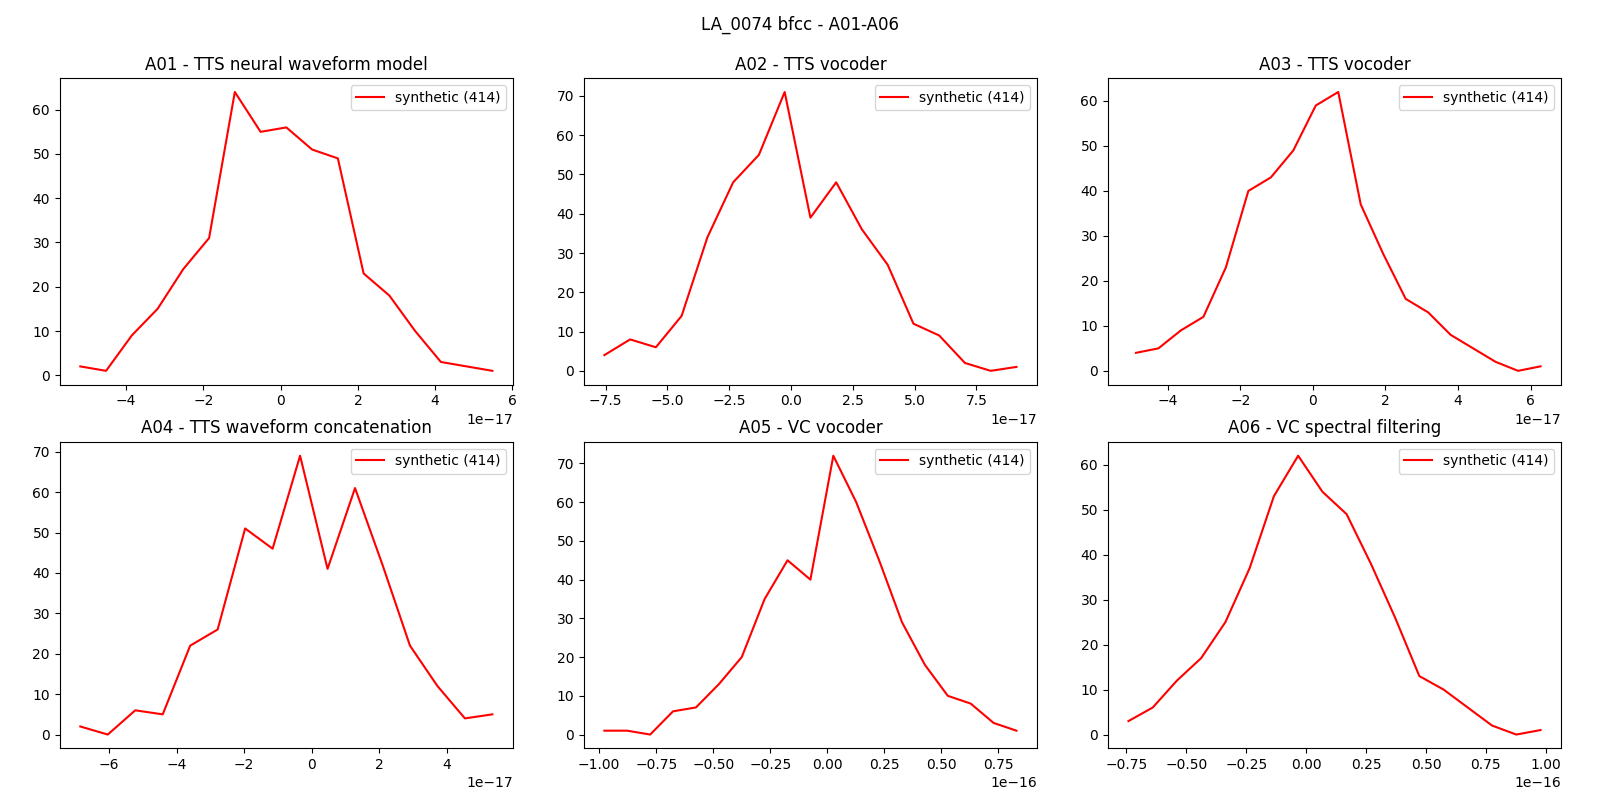 LA_0074 bfcc - A01-A06
A01 - TTS neural waveform model
synthetic (414)
60
50
40
30
20
10
0
−4 −2 0 2 4 6
1e−17
A02 - TTS vocoder
synthetic (414)
70
60
50
40
30
20
10
0
−7.5 −5.0 −2.5 0.0 2.5 5.0 7.5
1e−17
A03 - TTS vocoder
synthetic (414)
60
50
40
30
20
10
0
−4 −2 0 2 4 6
1e−17
A04 - TTS waveform concatenation
synthetic (414)
70
60
50
40
30
20
10
0
−6 −4 −2 0 2 4
1e−17
A05 - VC vocoder
synthetic (414)
70
60
50
40
30
20
10
0
−1.00 −0.75 −0.50 −0.25 0.00 0.25 0.50 0.75
1e−16
A06 - VC spectral filtering
synthetic (414)
60
50
40
30
20
10
0
−0.75 −0.50 −0.25 0.00 0.25 0.50 0.75 1.00
1e−16